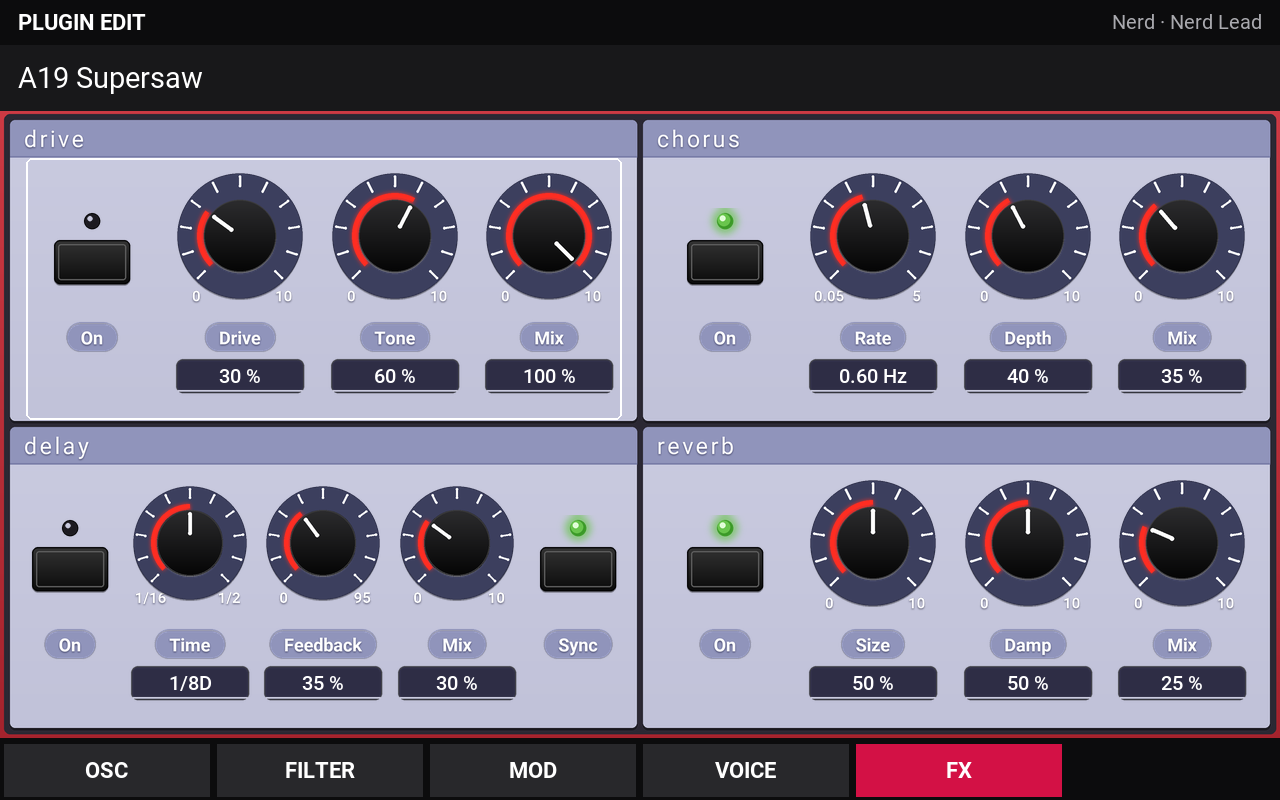 PLUGIN EDIT
Nerd · Nerd Lead
A19 Supersaw
drive
0 10 0 10 0 10
On Drive Tone Mix
30 % 60 % 100 %
chorus
0.05 5 0 10 0 10
On Rate Depth Mix
0.60 Hz 40 % 35 %
delay
1/16 1/2 0 95 0 10
On Time Feedback Mix Sync
1/8D 35 % 30 %
reverb
0 10 0 10 0 10
On Size Damp Mix
50 % 50 % 25 %
OSC FILTER MOD VOICE FX